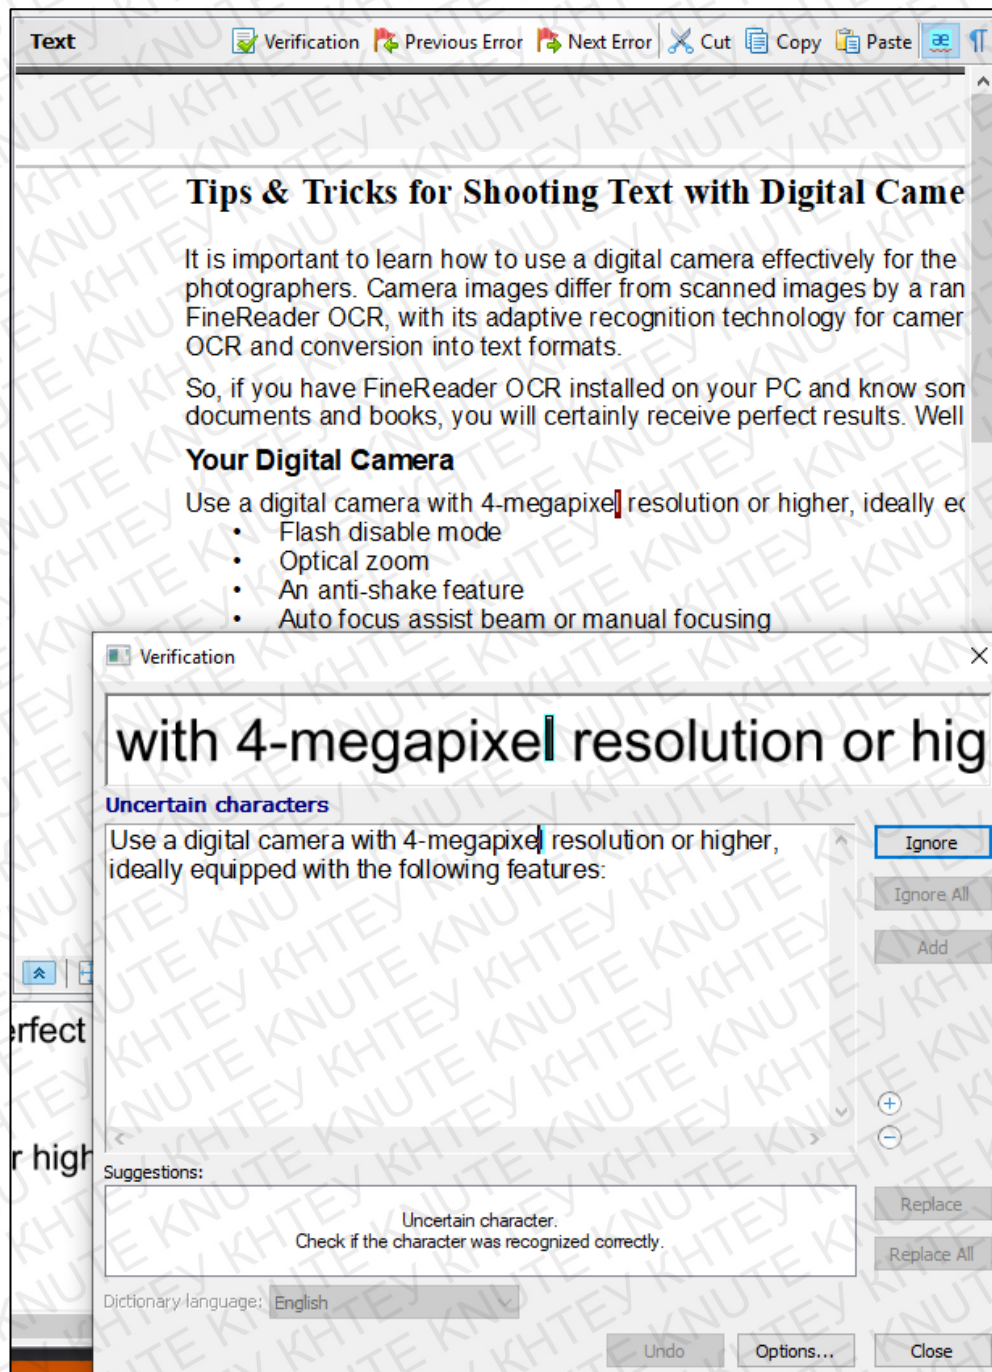 Text Verification Previous Error Next Error Cut Copy Paste æ ¶
Tips & Tricks for Shooting Text with Digital Came
It is important to learn how to use a digital camera effectively for the
photographers. Camera images differ from scanned images by a ran
FineReader OCR, with its adaptive recognition technology for camer
OCR and conversion into text formats.
So, if you have FineReader OCR installed on your PC and know som
documents and books, you will certainly receive perfect results. Well
Your Digital Camera
Use a digital camera with 4-megapixel resolution or higher, ideally ec
• Flash disable mode
• Optical zoom
• An anti-shake feature
• Auto focus assist beam or manual focusing
Verification
with 4-megapixel resolution or hig
Uncertain characters
Use a digital camera with 4-megapixel resolution or higher,
ideally equipped with the following features:
Ignore
Ignore All
Add
erfect
r high
Suggestions:
Uncertain character.
Check if the character was recognized correctly.
Replace
Replace All
Dictionary language: English
Undo Options... Close
KNUTE КНТЕУ